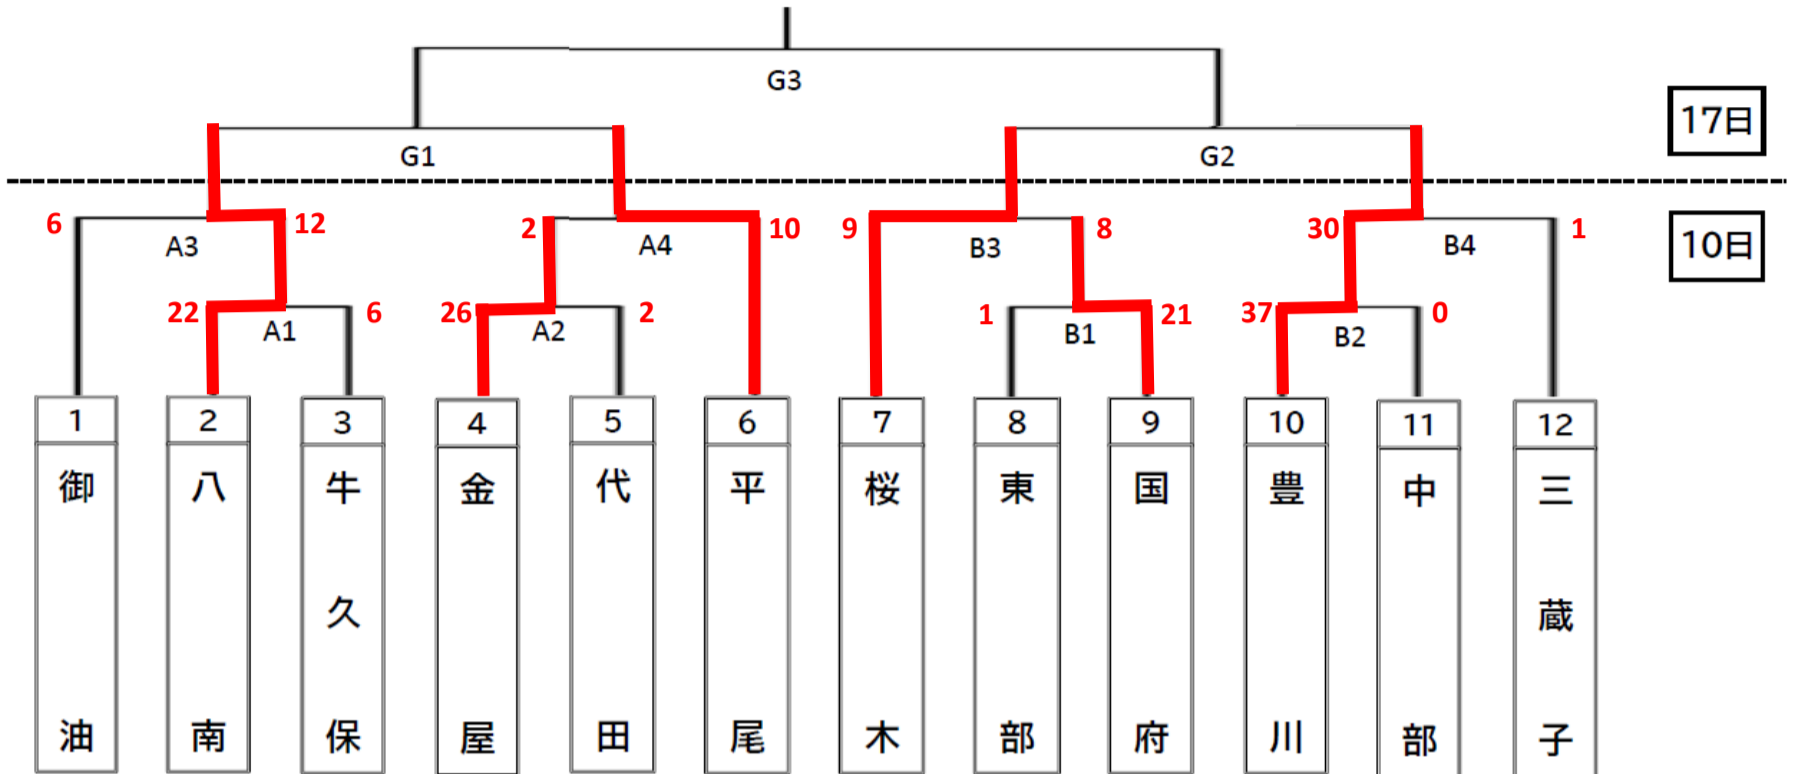 G3
17日
G1
G2
6
12
2
10
9
8
30
1
A3
A4
B3
B4
10日
22
6
26
2
1
21
37
0
A1
A2
B1
B2
1
2
3
4
5
6
7
8
9
10
11
12
御油
八南
牛久保
金屋
代田
平尾
桜木
東部
国府
豊川
中部
三蔵子